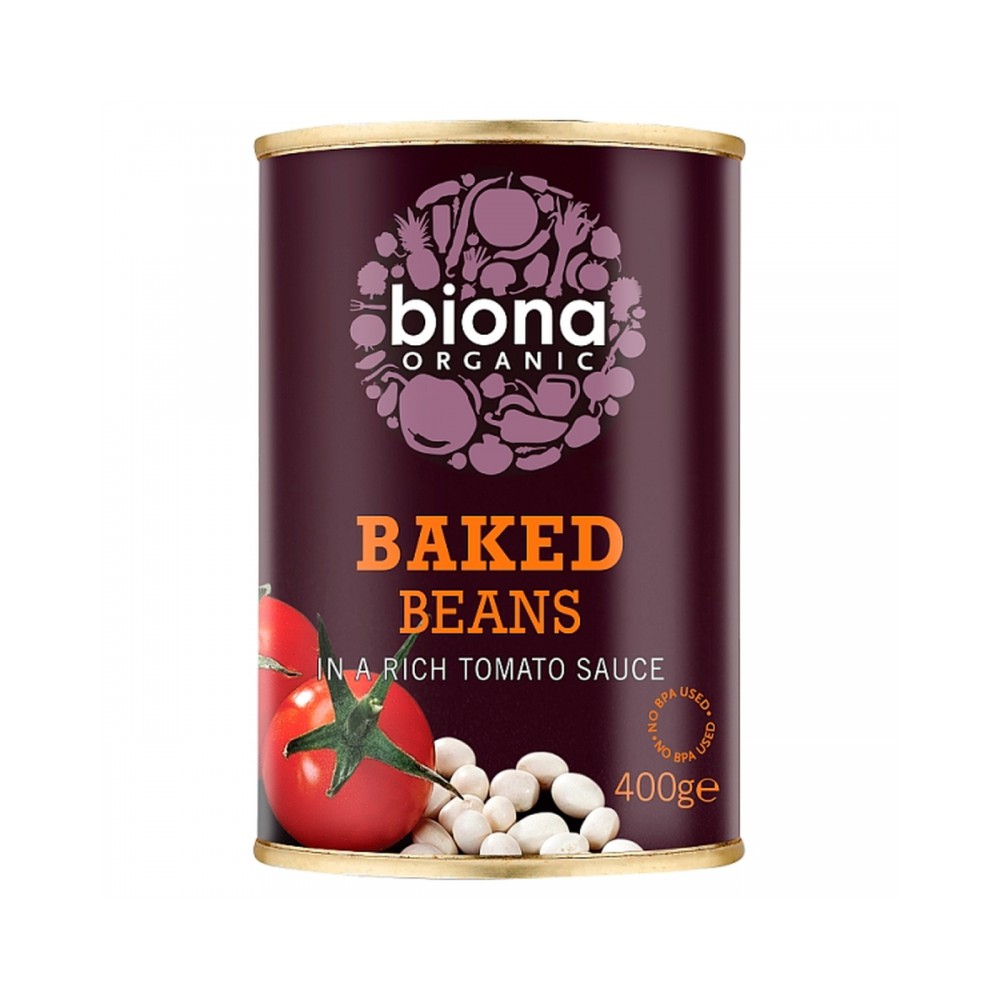 biona
ORGANIC
BAKED
BEANS
IN A RICH TOMATO SAUCE
•NO BPA USED•
•NO BPA USED
400g℮